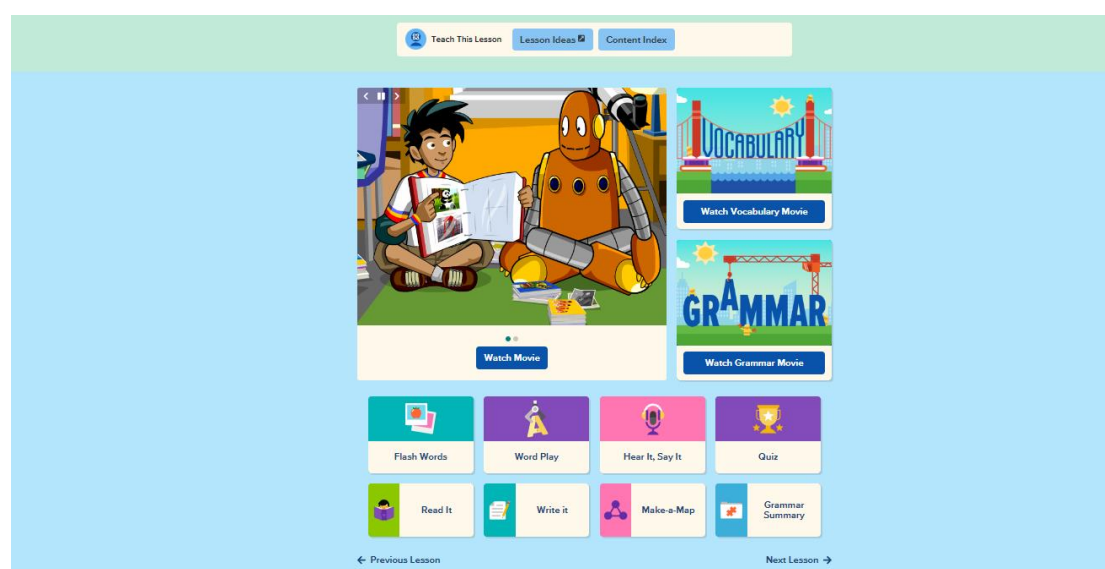 Teach This Lesson
Lesson Ideas
Content Index
VOCABULARY
Watch Vocabulary Movie
GRAMMAR
Watch Grammar Movie
Watch Movie
Flash Words
Word Play
Hear It, Say It
Quiz
Read It
Write it
Make-a-Map
Grammar
Summary
← Previous Lesson
Next Lesson →